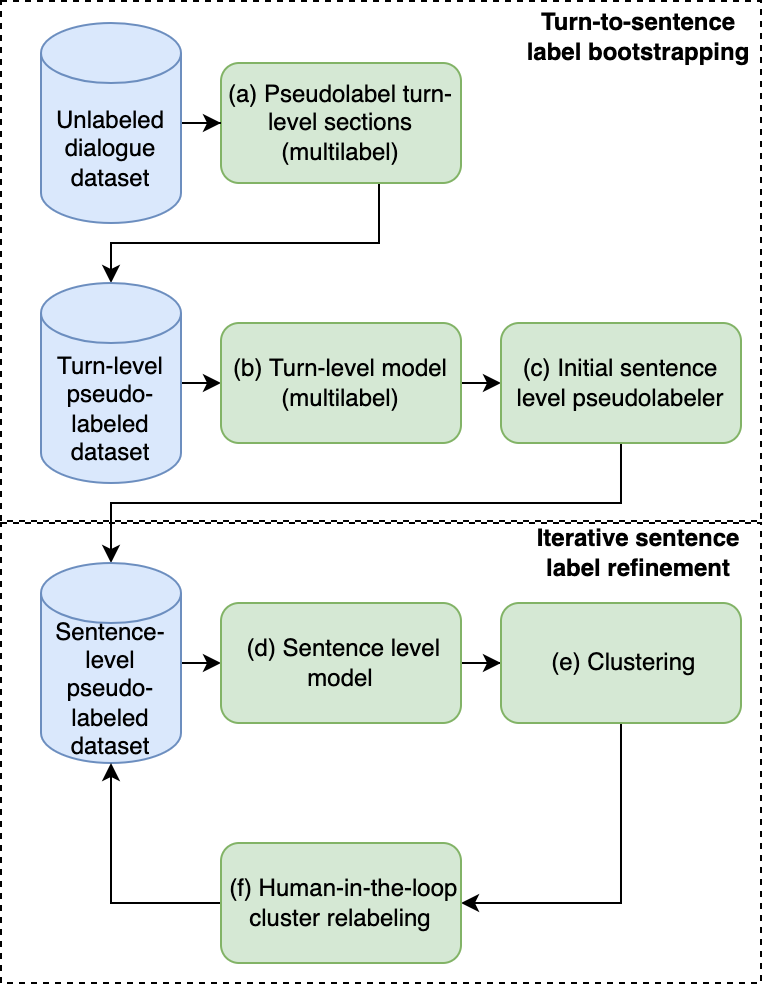 Turn-to-sentence
label bootstrapping
Unlabeled
dialogue
dataset
(a) Pseudolabel turn-
level sections
(multilabel)
Turn-level
pseudo-
labeled
dataset
(b) Turn-level model
(multilabel)
(c) Initial sentence
level pseudolabeler
Iterative sentence
label refinement
Sentence-
level
pseudo-
labeled
dataset
(d) Sentence level
model
(e) Clustering
(f) Human-in-the-loop
cluster relabeling